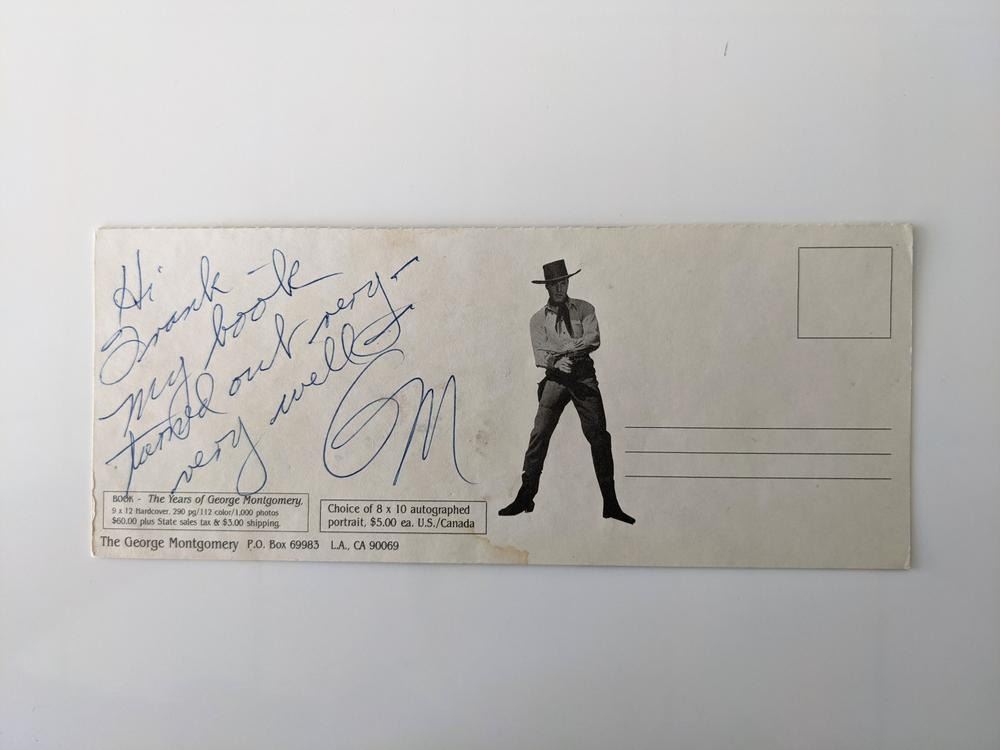 Hi
Frank
my book
turned out very -
very well
GM
BOOK - The Years of George Montgomery,
9 x 12 Hardcover, 290 pg/112 color/1,000 photos
$60.00 plus State sales tax & $3.00 shipping.
Choice of 8 x 10 autographed
portrait, $5.00 ea. U.S./Canada
The George Montgomery P.O. Box 69983 L.A., CA 90069